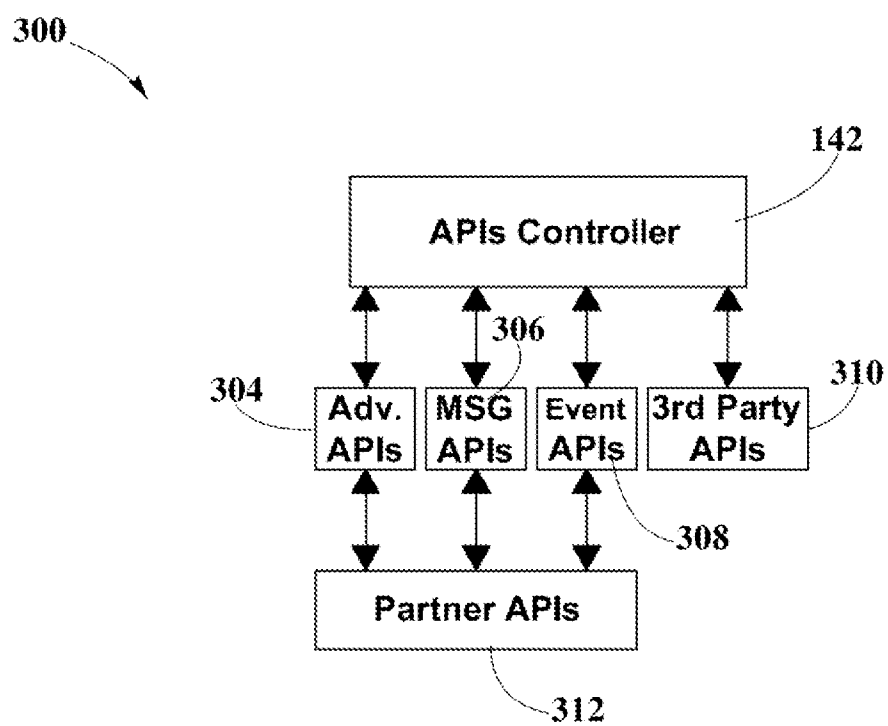 300
142
APIs Controller
306
304
310
Adv.
APIs
MSG
APIs
Event
APIs
3rd Party
APIs
308
Partner APIs
312